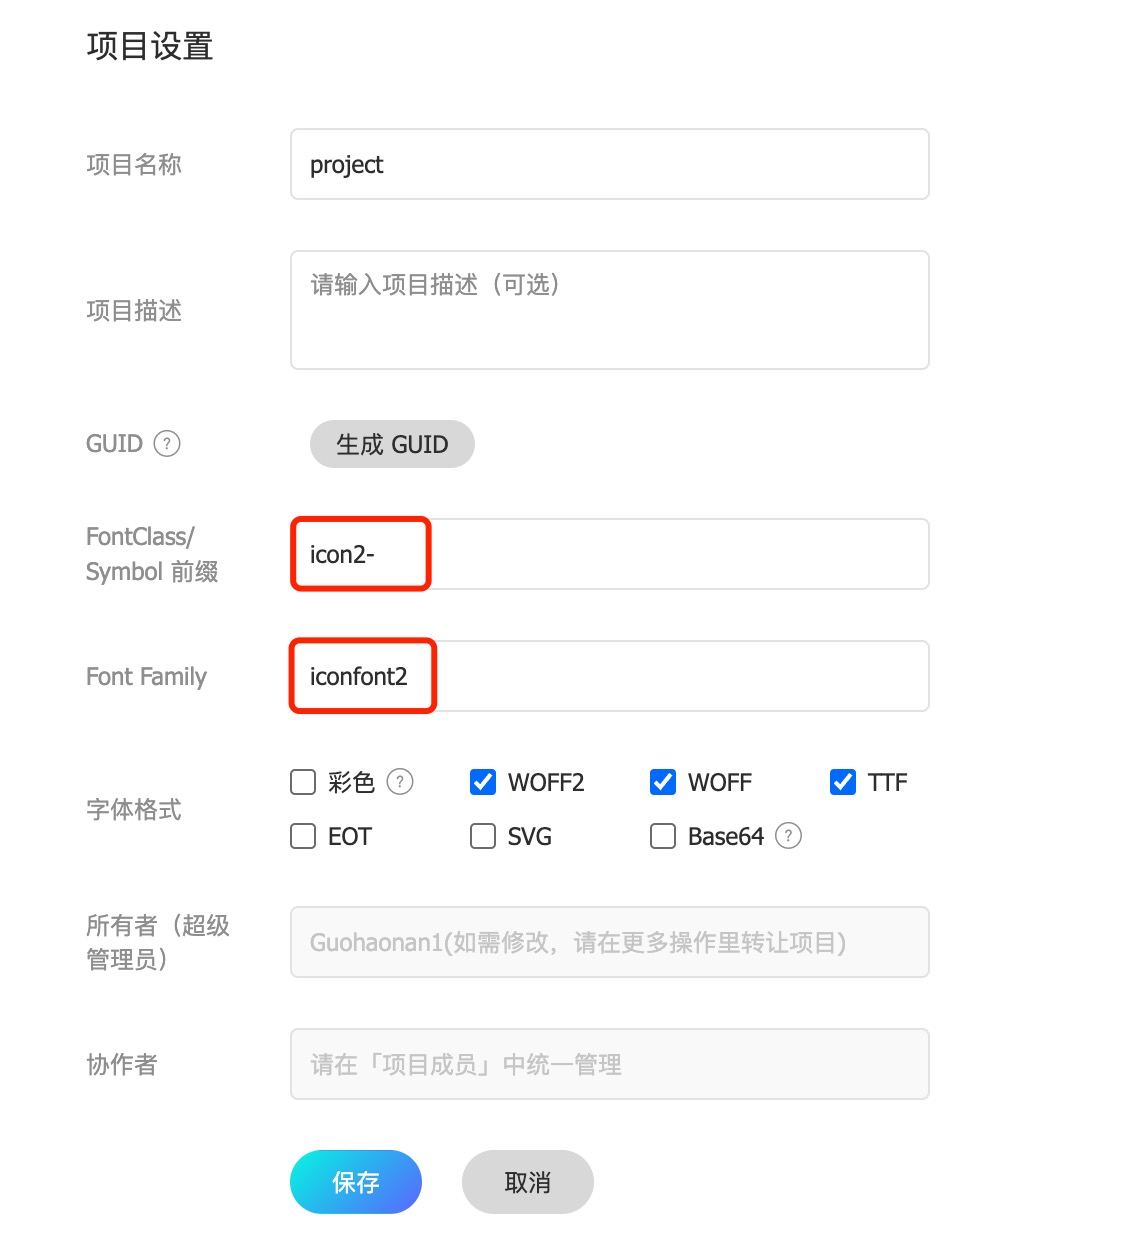 项目设置
项目名称
project
项目描述
请输入项目描述（可选）
GUID ?
生成 GUID
FontClass/
Symbol 前缀
icon2-
Font Family
iconfont2
字体格式
彩色 ? WOFF2 WOFF TTF
EOT SVG Base64 ?
所有者（超级
管理员）
Guohaonan1(如需修改，请在更多操作里转让项目)
协作者
请在「项目成员」中统一管理
保存 取消